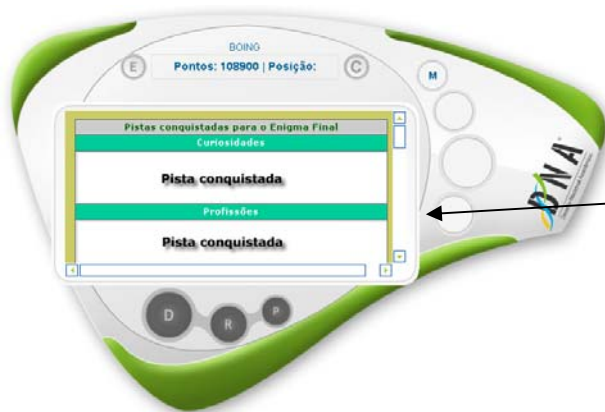 BOING
E
Pontos: 108900 | Posição:
C
M
Pistas conquistadas para o Enigma Final
Curiosidades
Pista conquistada
Profissões
Pista conquistada
DNA
D
R
P